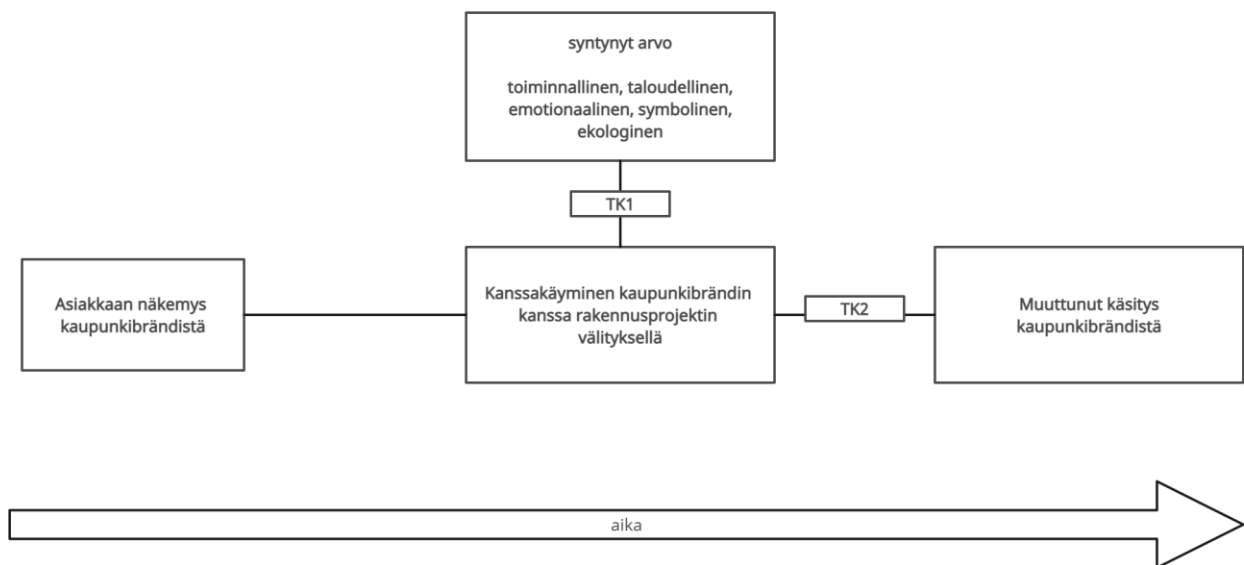 syntynyt arvo
toiminnallinen, taloudellinen,
emotionaalinen, symbolinen,
ekologinen
TK1
Asiakkaan näkemys
kaupunkibrändistä
Kanssakäyminen kaupunkibrändin
kanssa rakennusprojektin
välityksellä
TK2
Muuttunut käsitys
kaupunkibrändistä
aika